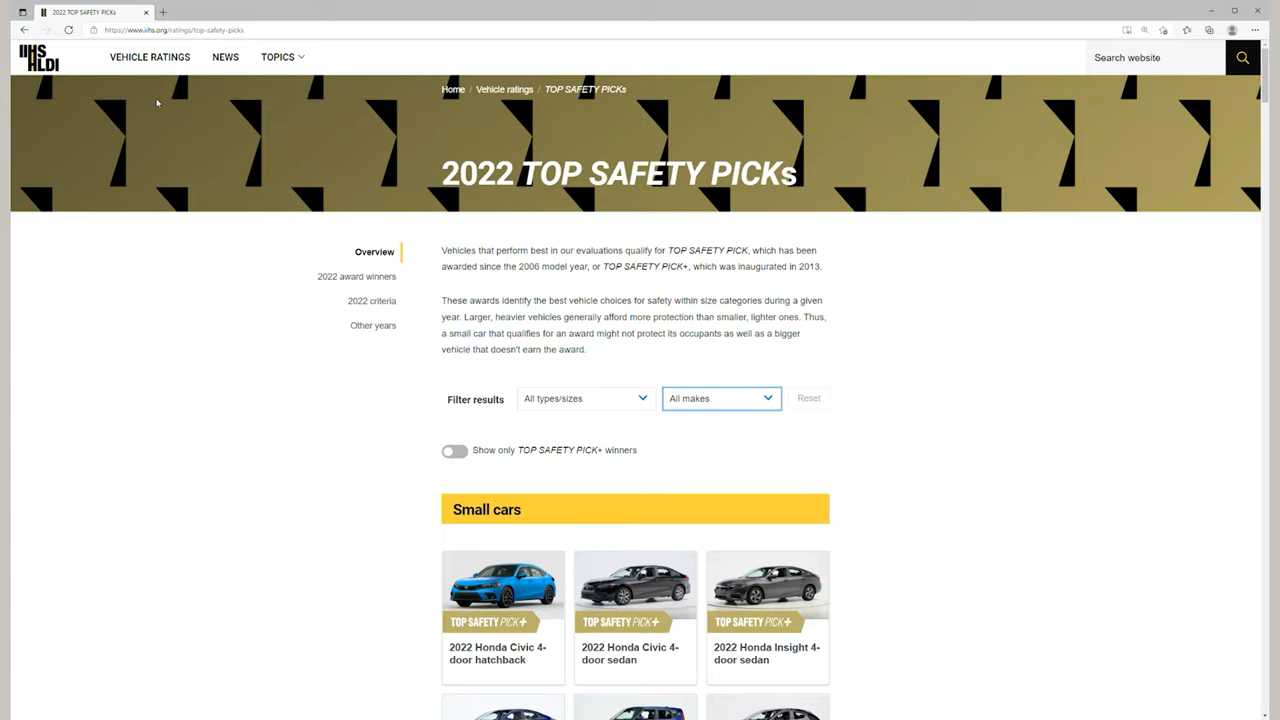 2022 TOP SAFETY PICKs
https://www.iihs.org/ratings/top-safety-picks
IIHS
HLDI
VEHICLE RATINGS
NEWS
TOPICS
Search website
Home / Vehicle ratings / TOP SAFETY PICKs
2022 TOP SAFETY PICKs
Overview
2022 award winners
2022 criteria
Other years
Vehicles that perform best in our evaluations qualify for TOP SAFETY PICK, which has been
awarded since the 2006 model year, or TOP SAFETY PICK+, which was inaugurated in 2013.
These awards identify the best vehicle choices for safety within size categories during a given
year. Larger, heavier vehicles generally afford more protection than smaller, lighter ones. Thus,
a small car that qualifies for an award might not protect its occupants as well as a bigger
vehicle that doesn't earn the award.
Filter results
All types/sizes
All makes
Reset
Show only TOP SAFETY PICK+ winners
Small cars
TOP SAFETY PICK+
2022 Honda Civic 4-
door hatchback
TOP SAFETY PICK+
2022 Honda Civic 4-
door sedan
TOP SAFETY PICK+
2022 Honda Insight 4-
door sedan